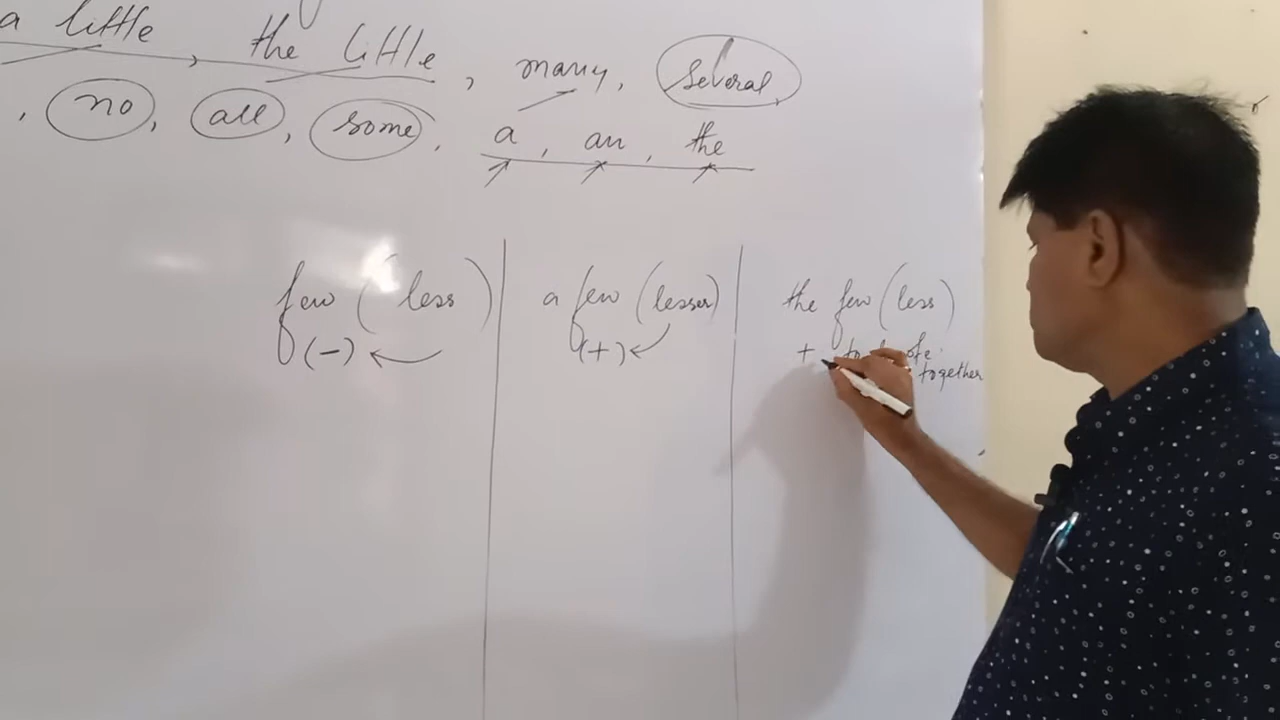 a little, the little, many, several
, no, all, some, a, an, the
few (less) a few (lesser) the few (less)
(-) (+) +
together